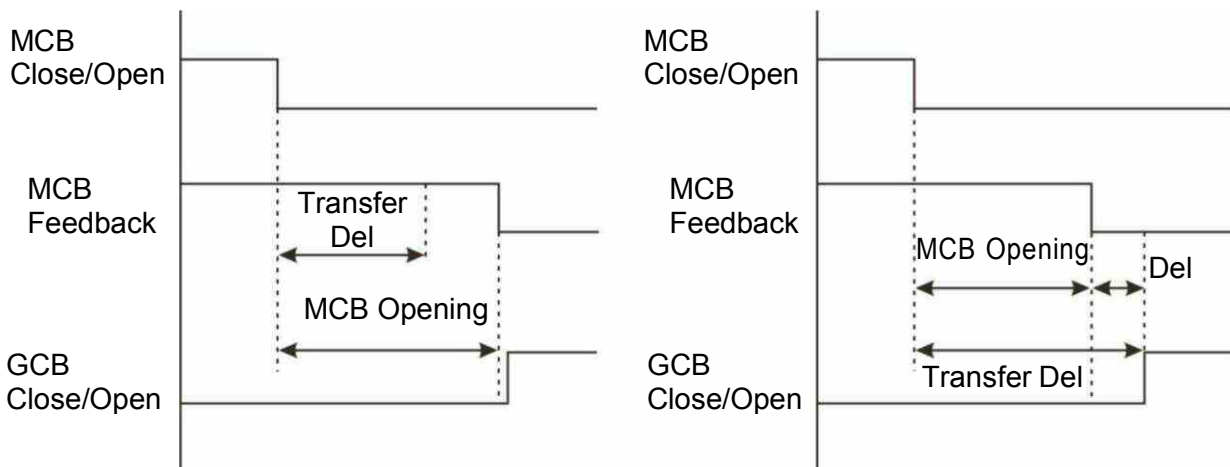 MCB
Close/Open
MCB
Feedback
Transfer
Del
MCB Opening
GCB
Close/Open
MCB
Close/Open
MCB
Feedback
MCB Opening
Del
Transfer Del
GCB
Close/Open